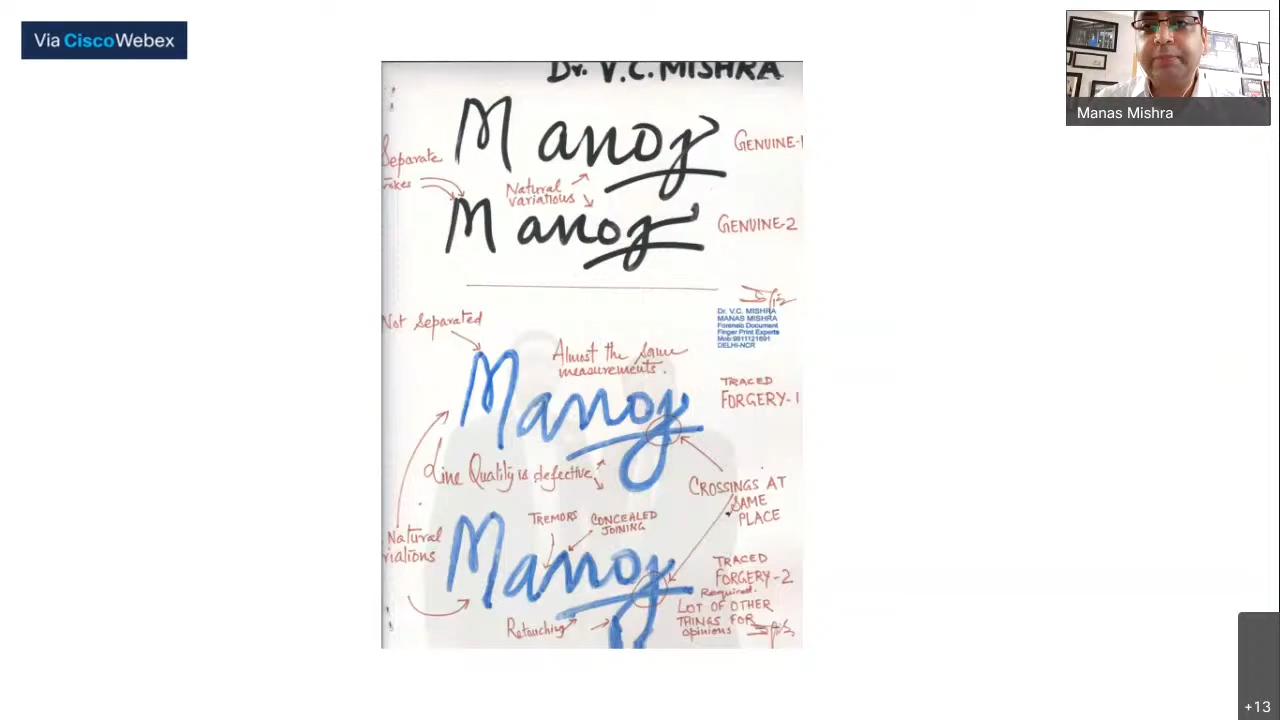 Via CiscoWebex
Manas Mishra
Dr. V.C. MISHRA
Manoj
GENUINE-1
Separate
Natural
variations
Manoj
GENUINE-2
Dr. V.C. MISHRA
MANAS MISHRA
Forensic Document
Finger Print Experts
Mob:9811121691
DELHI-NCR
Not Separated
Almost the same
measurements.
Manoj
TRACED
FORGERY-1
Line Quality is defective
CROSSINGS AT
SAME
PLACE
TREMORS
CONCEALED
JOINING
Natural
riations
Manoj
TRACED
FORGERY-2
Required.
LOT OF OTHER
THINGS FOR
opinions
Retouching
+13